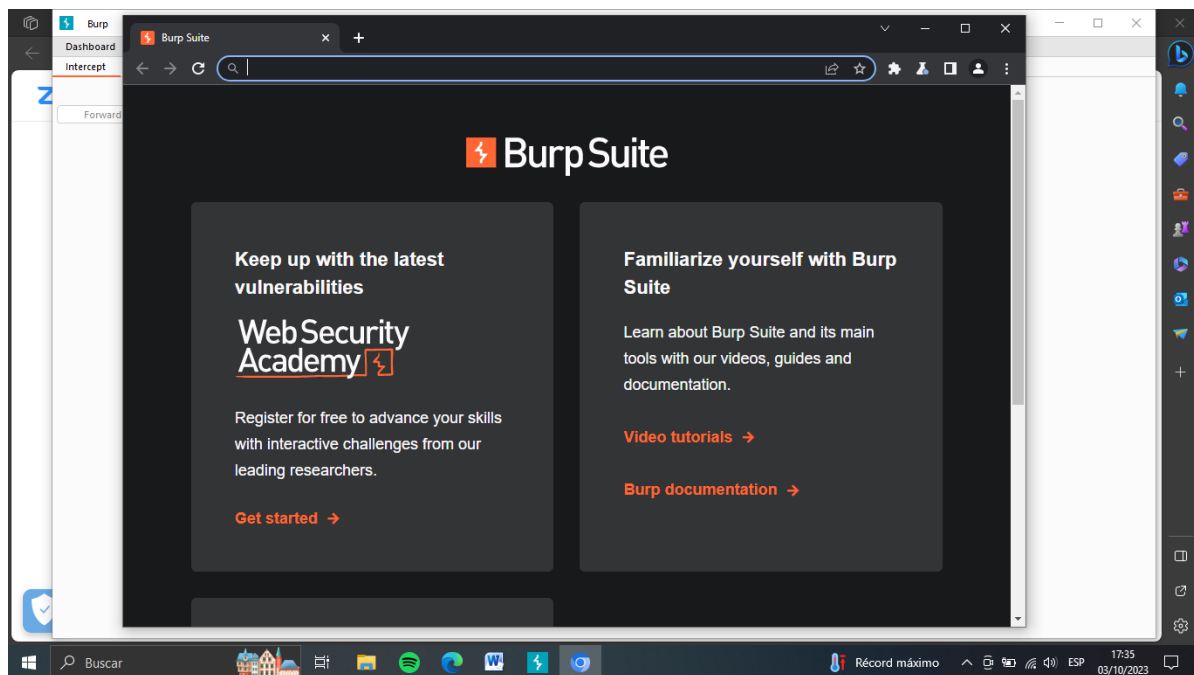 Burp
Dashboard
Intercept
Forward
Burp Suite
Burp Suite
Keep up with the latest
vulnerabilities
Web Security
Academy
Register for free to advance your skills
with interactive challenges from our
leading researchers.
Get started →
Familiarize yourself with Burp
Suite
Learn about Burp Suite and its main
tools with our videos, guides and
documentation.
Video tutorials →
Burp documentation →
Buscar
Récord máximo
ESP
17:35
03/10/2023